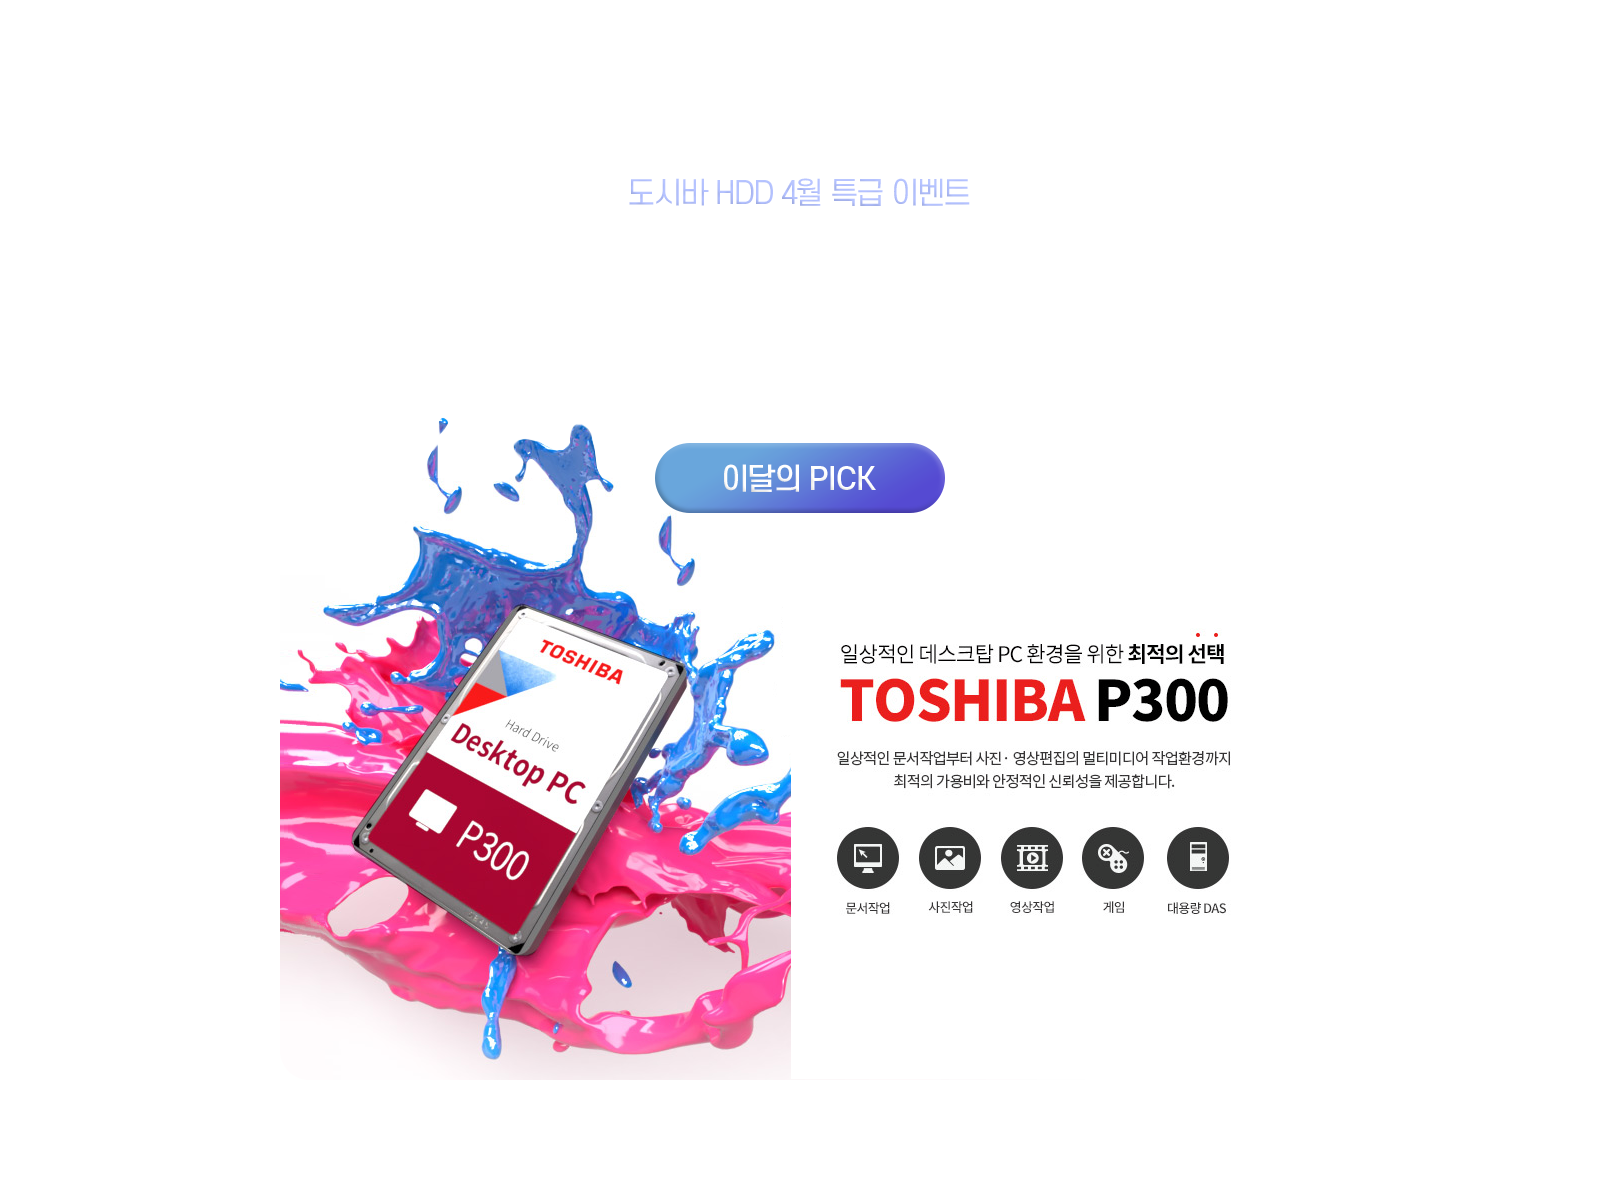 도시바 HDD 4월 특급 이벤트
이달의 PICK
TOSHIBA
Hard Drive
Desktop PC
P300
일상적인 데스크탑 PC 환경을 위한 최적의 선택
TOSHIBA P300
일상적인 문서작업부터 사진· 영상편집의 멀티미디어 작업환경까지
최적의 가용비와 안정적인 신뢰성을 제공합니다.
문서작업 사진작업 영상작업 게임 대용량 DAS